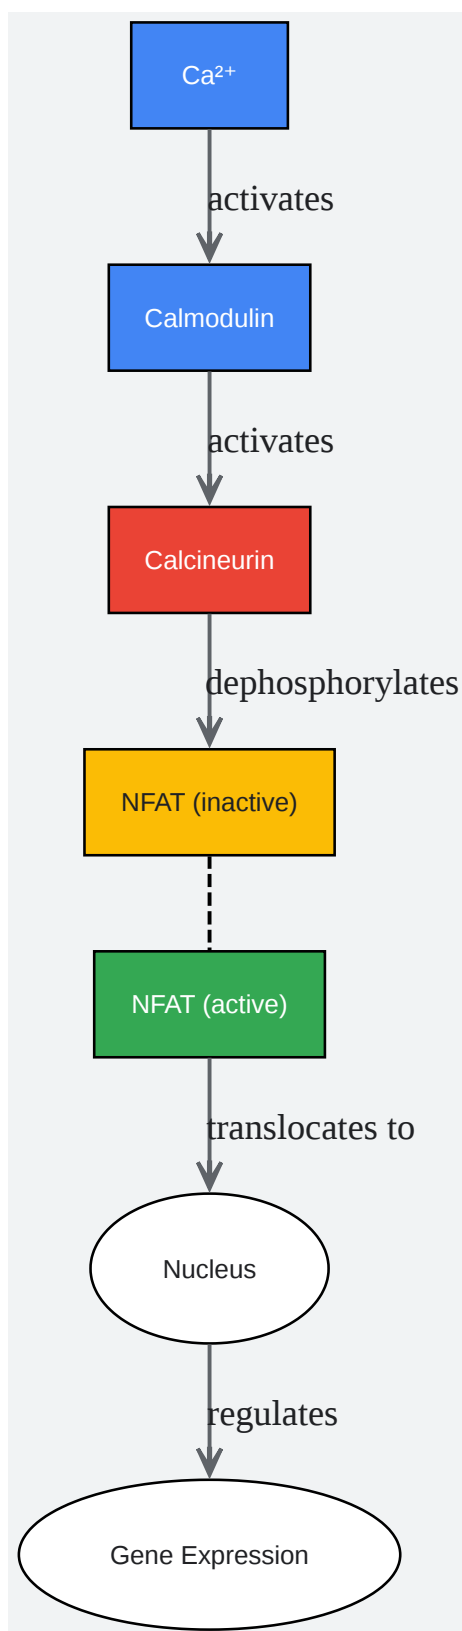 Ca²⁺
activates
Calmodulin
activates
Calcineurin
dephosphorylates
NFAT (inactive)
NFAT (active)
translocates to
Nucleus
regulates
Gene Expression